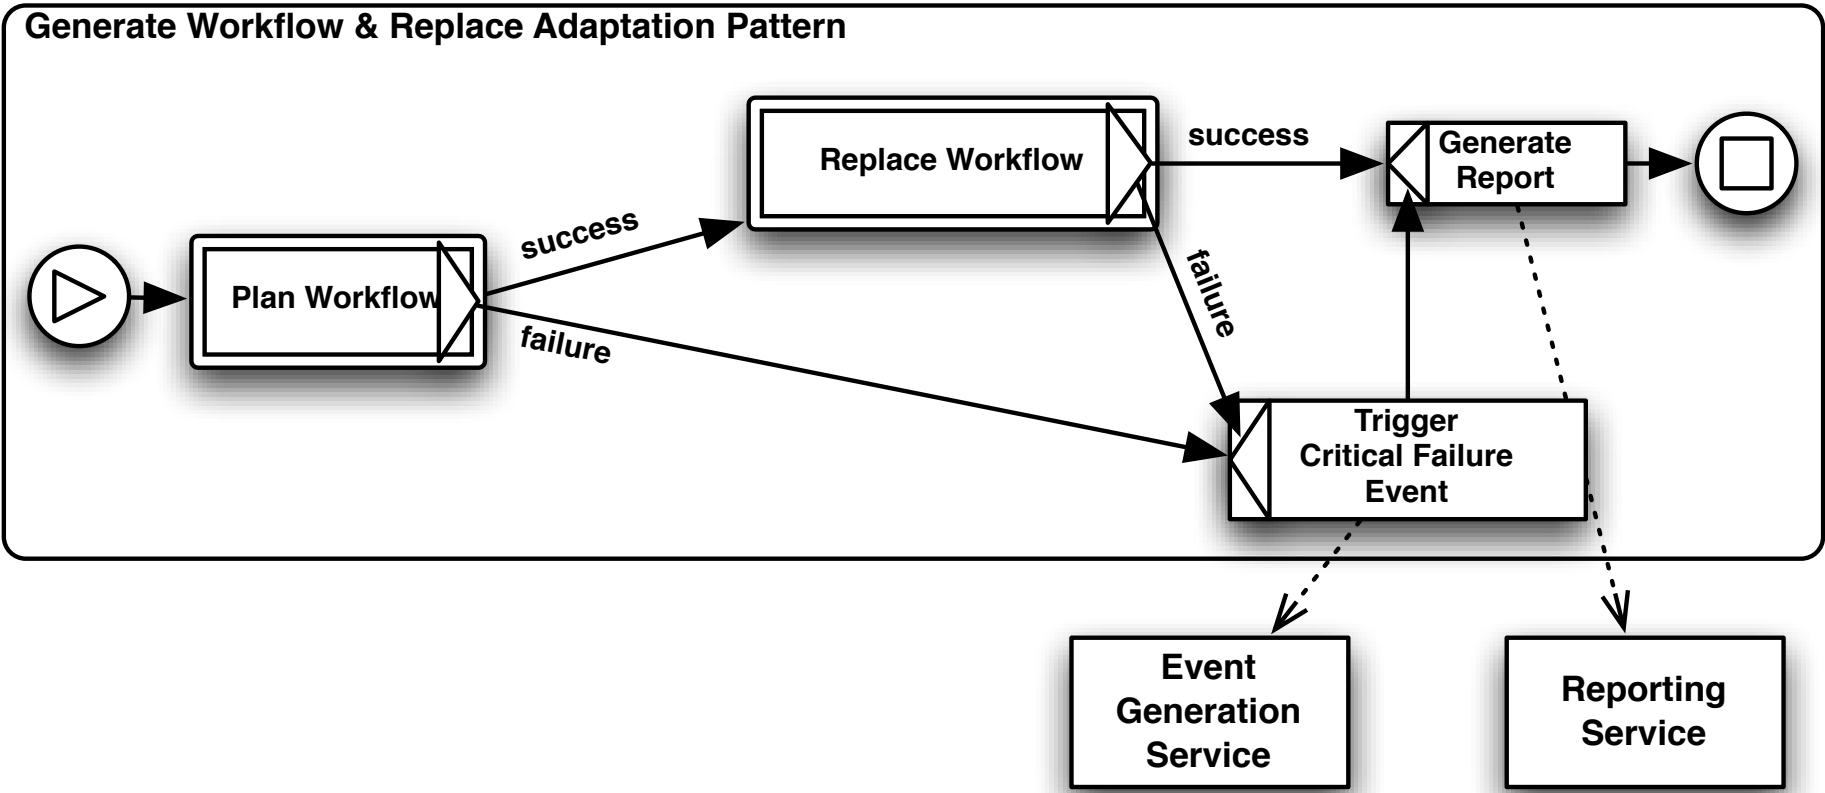 Generate Workflow & Replace Adaptation Pattern
Replace Workflow
success
Generate
Report
success
Plan Workflow
failure
failure
Trigger
Critical Failure
Event
Event
Generation
Service
Reporting
Service